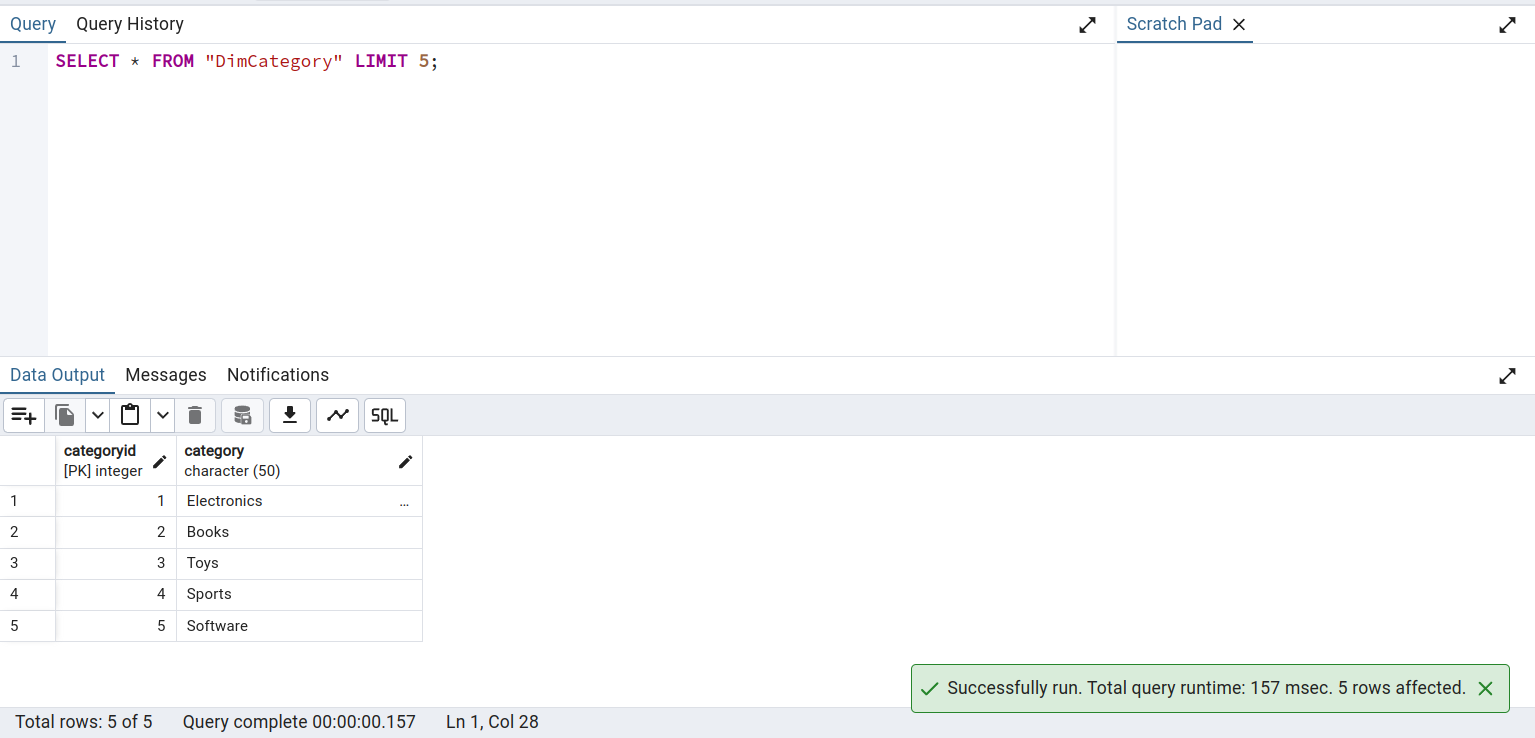 Query Query History Scratch Pad
1 SELECT * FROM "DimCategory" LIMIT 5;
Data Output Messages Notifications
SQL
categoryid category
[PK] integer character (50)
1 1 Electronics ...
2 2 Books
3 3 Toys
4 4 Sports
5 5 Software
Successfully run. Total query runtime: 157 msec. 5 rows affected.
Total rows: 5 of 5 Query complete 00:00:00.157 Ln 1, Col 28